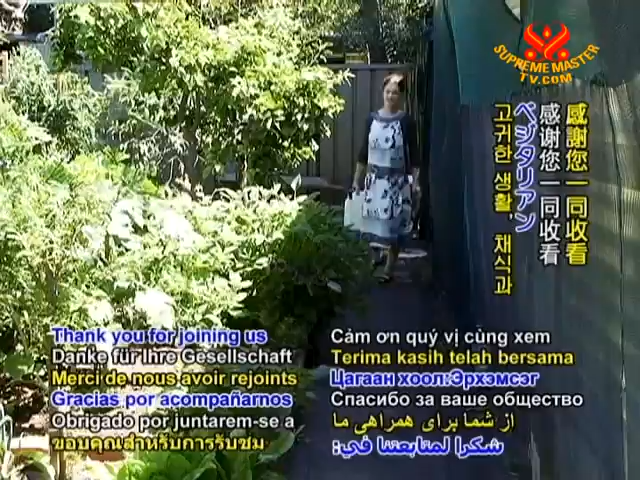 SUPREME MASTER
TV.COM
感謝您一同收看
感谢您一同收看
ベジタリアン
고귀한 생활, 채식과
Thank you for joining us
Danke für Ihre Gesellschaft
Merci de nous avoir rejoints
Gracias por acompañarnos
Obrigado por juntarem-se a
ขอบคุณสำหรับการรับชม
Cảm ơn quý vị cùng xem
Terima kasih telah bersama
Цагаан хоол:Эрхэмсэг
Спасибо за ваше общество
از شما برای همراهی ما
شكرا لمتابعتنا في: